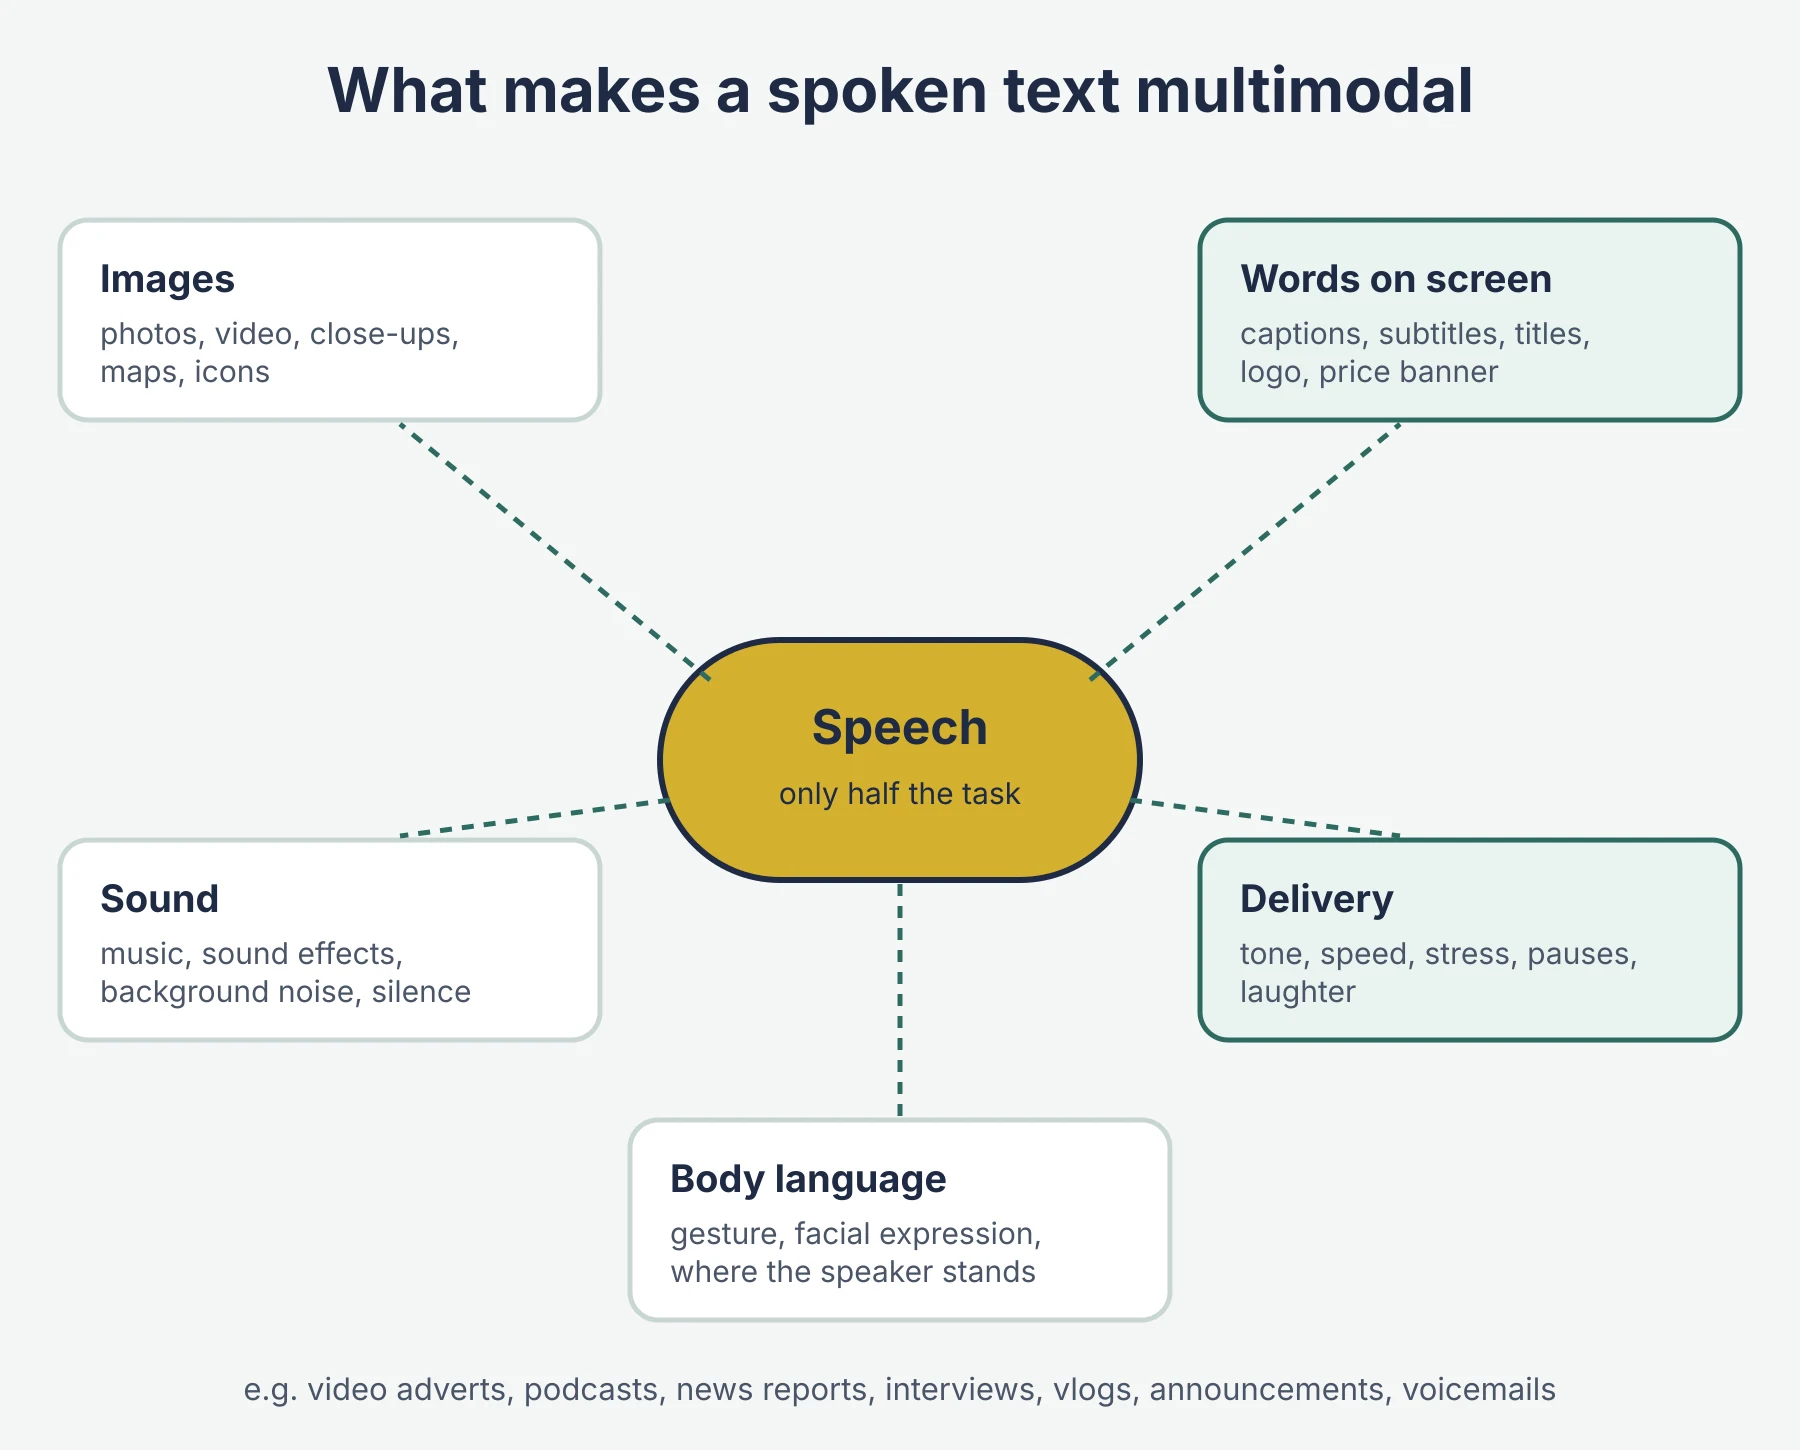 What makes a spoken text multimodal
Images
photos, video, close-ups,
maps, icons
Words on screen
captions, subtitles, titles,
logo, price banner
Speech
only half the task
Sound
music, sound effects,
background noise, silence
Delivery
tone, speed, stress, pauses,
laughter
Body language
gesture, facial expression,
where the speaker stands
e.g. video adverts, podcasts, news reports, interviews, vlogs, announcements, voicemails